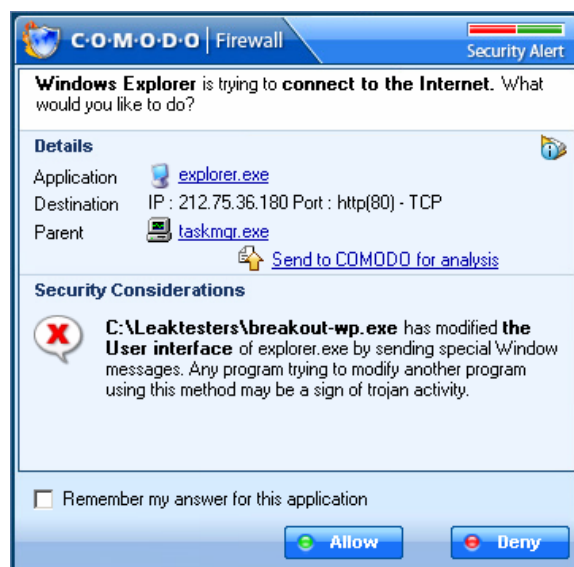 C·O·M·O·D·O | Firewall
Security Alert
Windows Explorer is trying to connect to the Internet. What
would you like to do?
Details
Application explorer.exe
Destination IP : 212.75.36.180 Port : http(80) - TCP
Parent taskmgr.exe
Send to COMODO for analysis
Security Considerations
C:\Leaktesters\breakout-wp.exe has modified the
User interface of explorer.exe by sending special Window
messages. Any program trying to modify another program
using this method may be a sign of trojan activity.
Remember my answer for this application
Allow
Deny